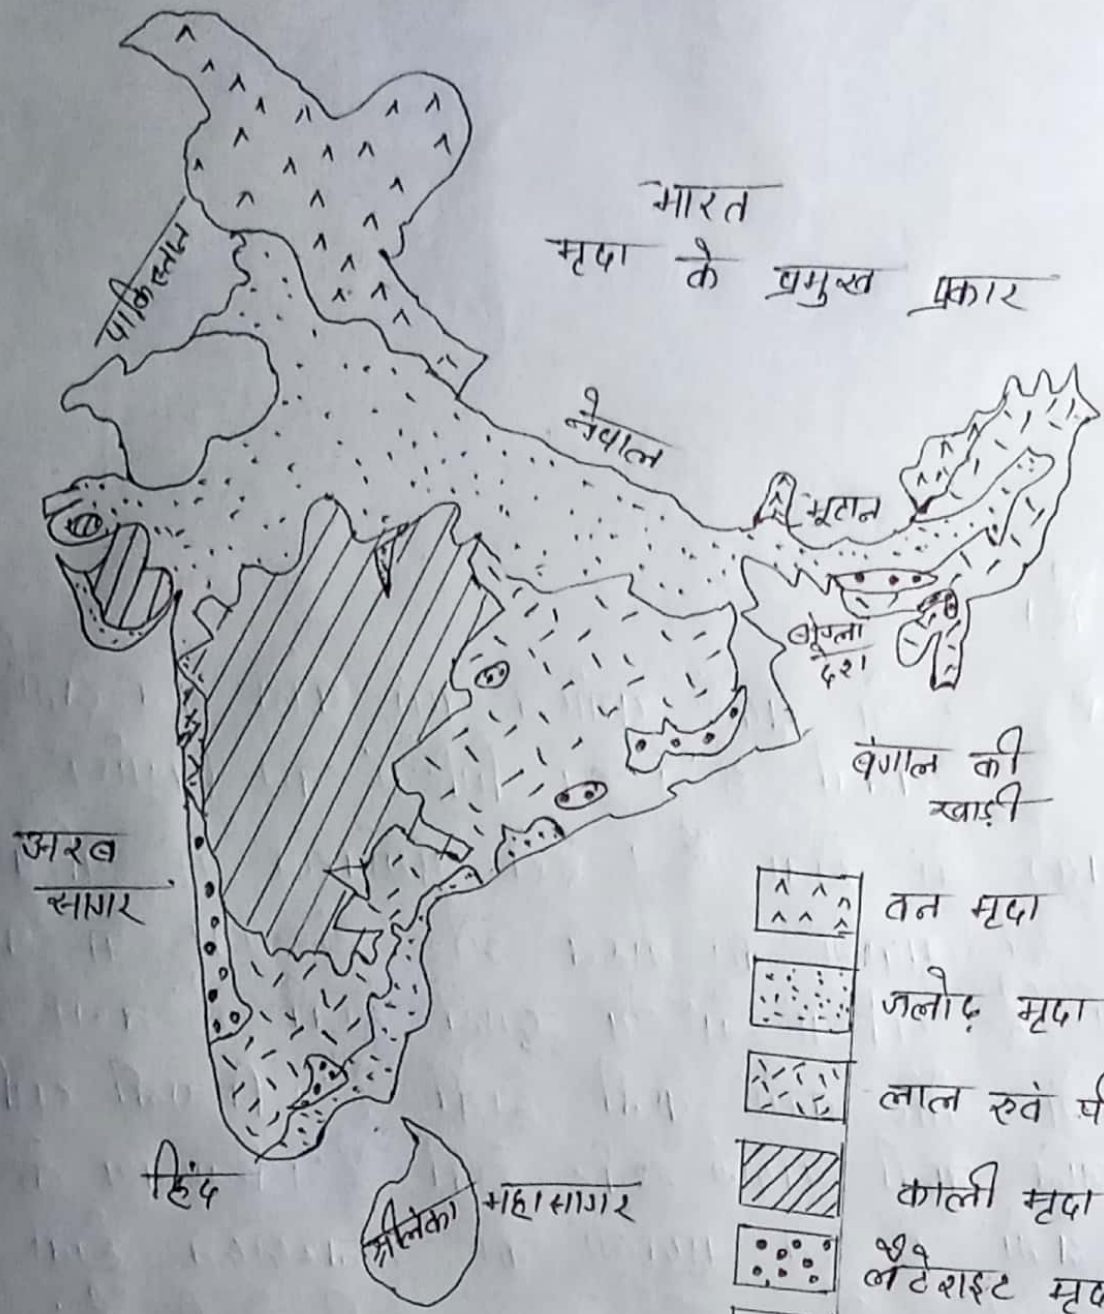 भारत
मृदा के प्रमुख प्रकार
पाकिस्तान
नेपाल
भूटान
बांग्ला
देश
बंगाल की
खाड़ी
अरब
सागर
वन मृदा
जलोढ़ मृदा
लाल एवं
काली मृदा
लैटेराइट
हिंद
महासागर
श्रीलंका